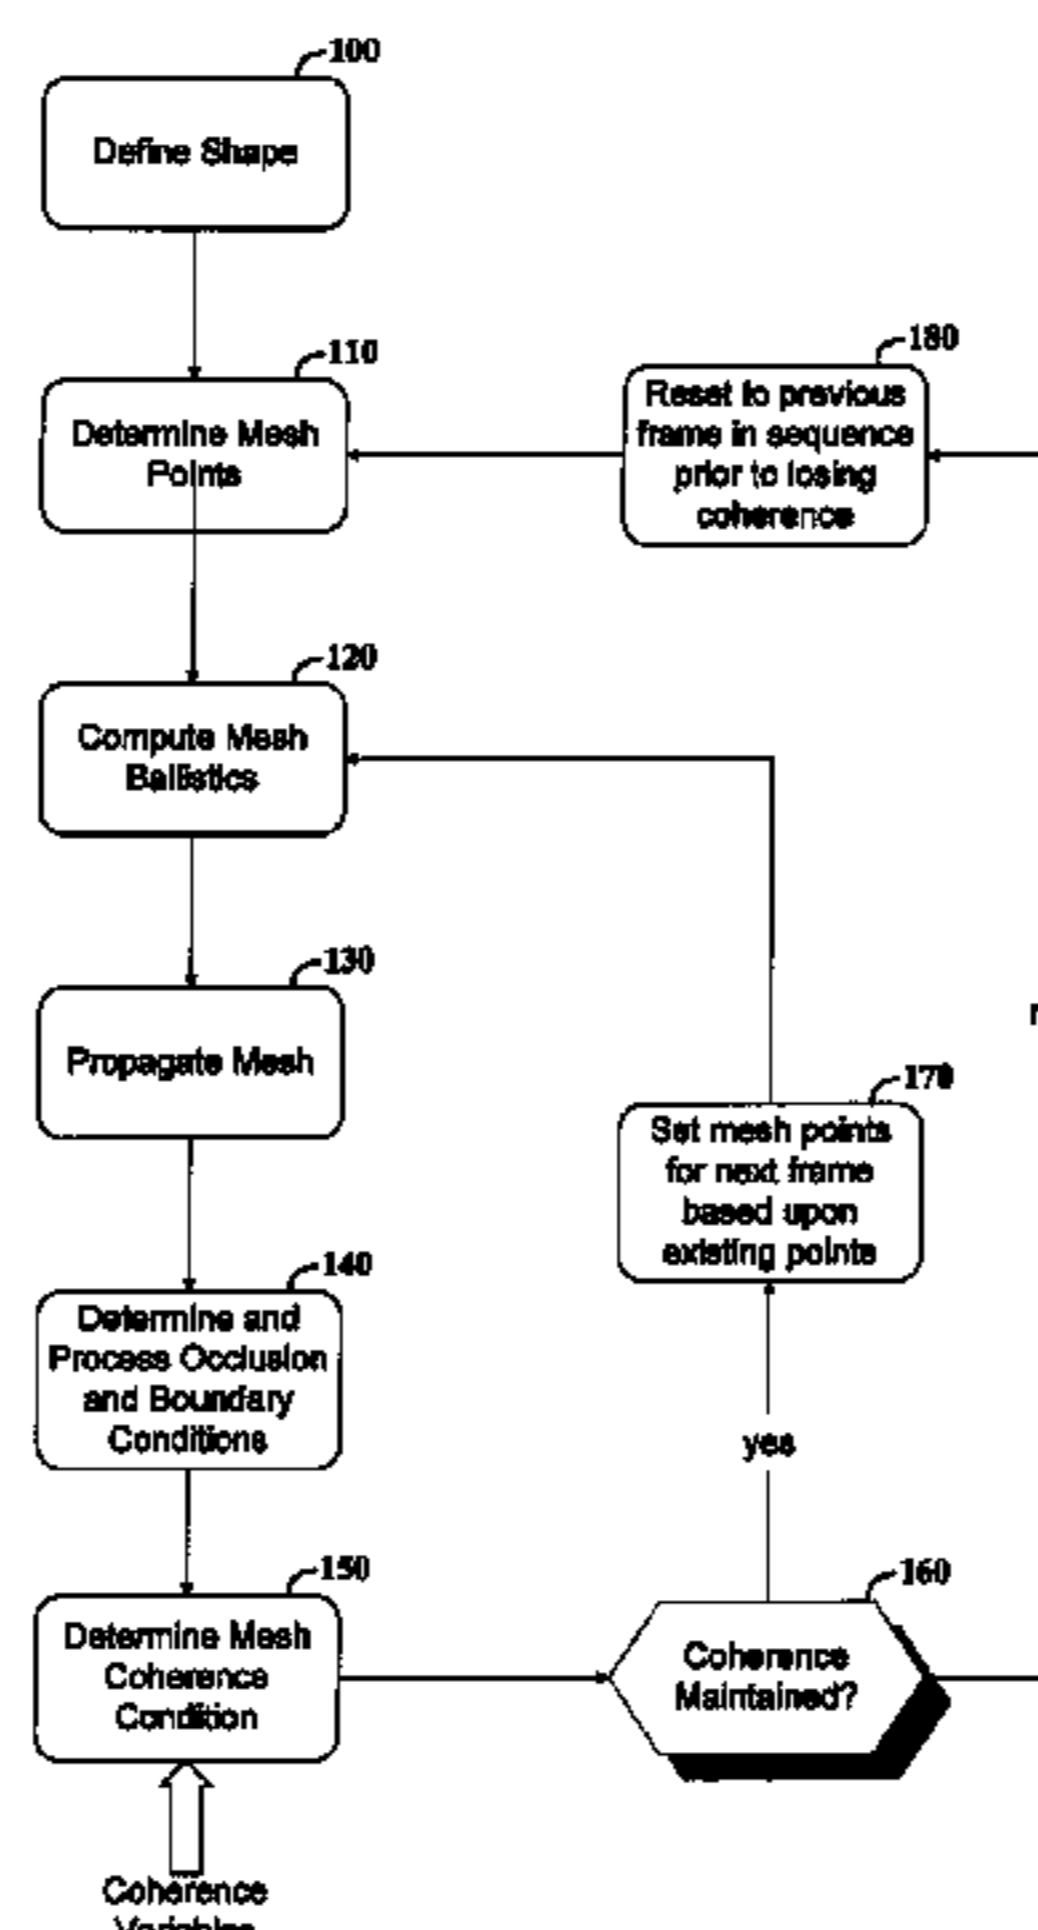 100
Define Shape
110
Determine Mesh
Points
180
Reset to previous
frame in sequence
prior to losing
coherence
120
Compute Mesh
Ballistics
130
Propagate Mesh
170
Set mesh points
for next frame
based upon
existing points
140
Determine and
Process Occlusion
and Boundary
Conditions
yes
150
Determine Mesh
Coherence
Condition
160
Coherence
Maintained?
Coherence
Variables